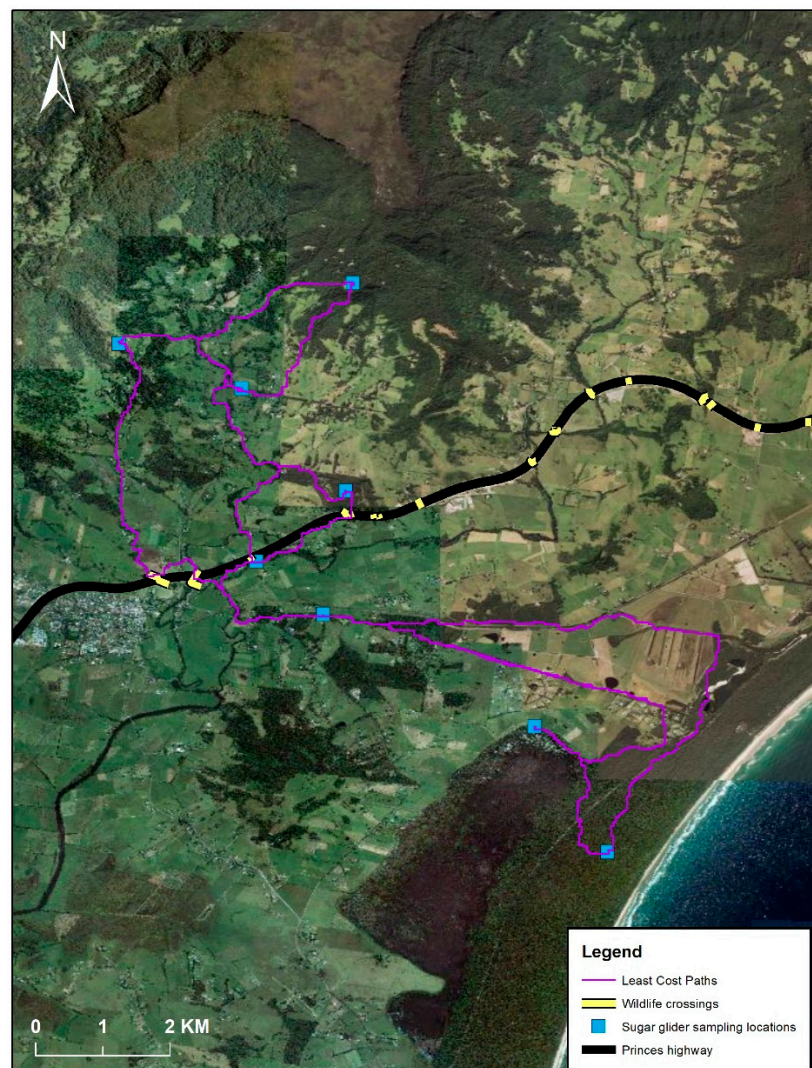 N
0 1 2 KM
Legend
Least Cost Paths
Wildlife crossings
Sugar glider sampling locations
Princes highway